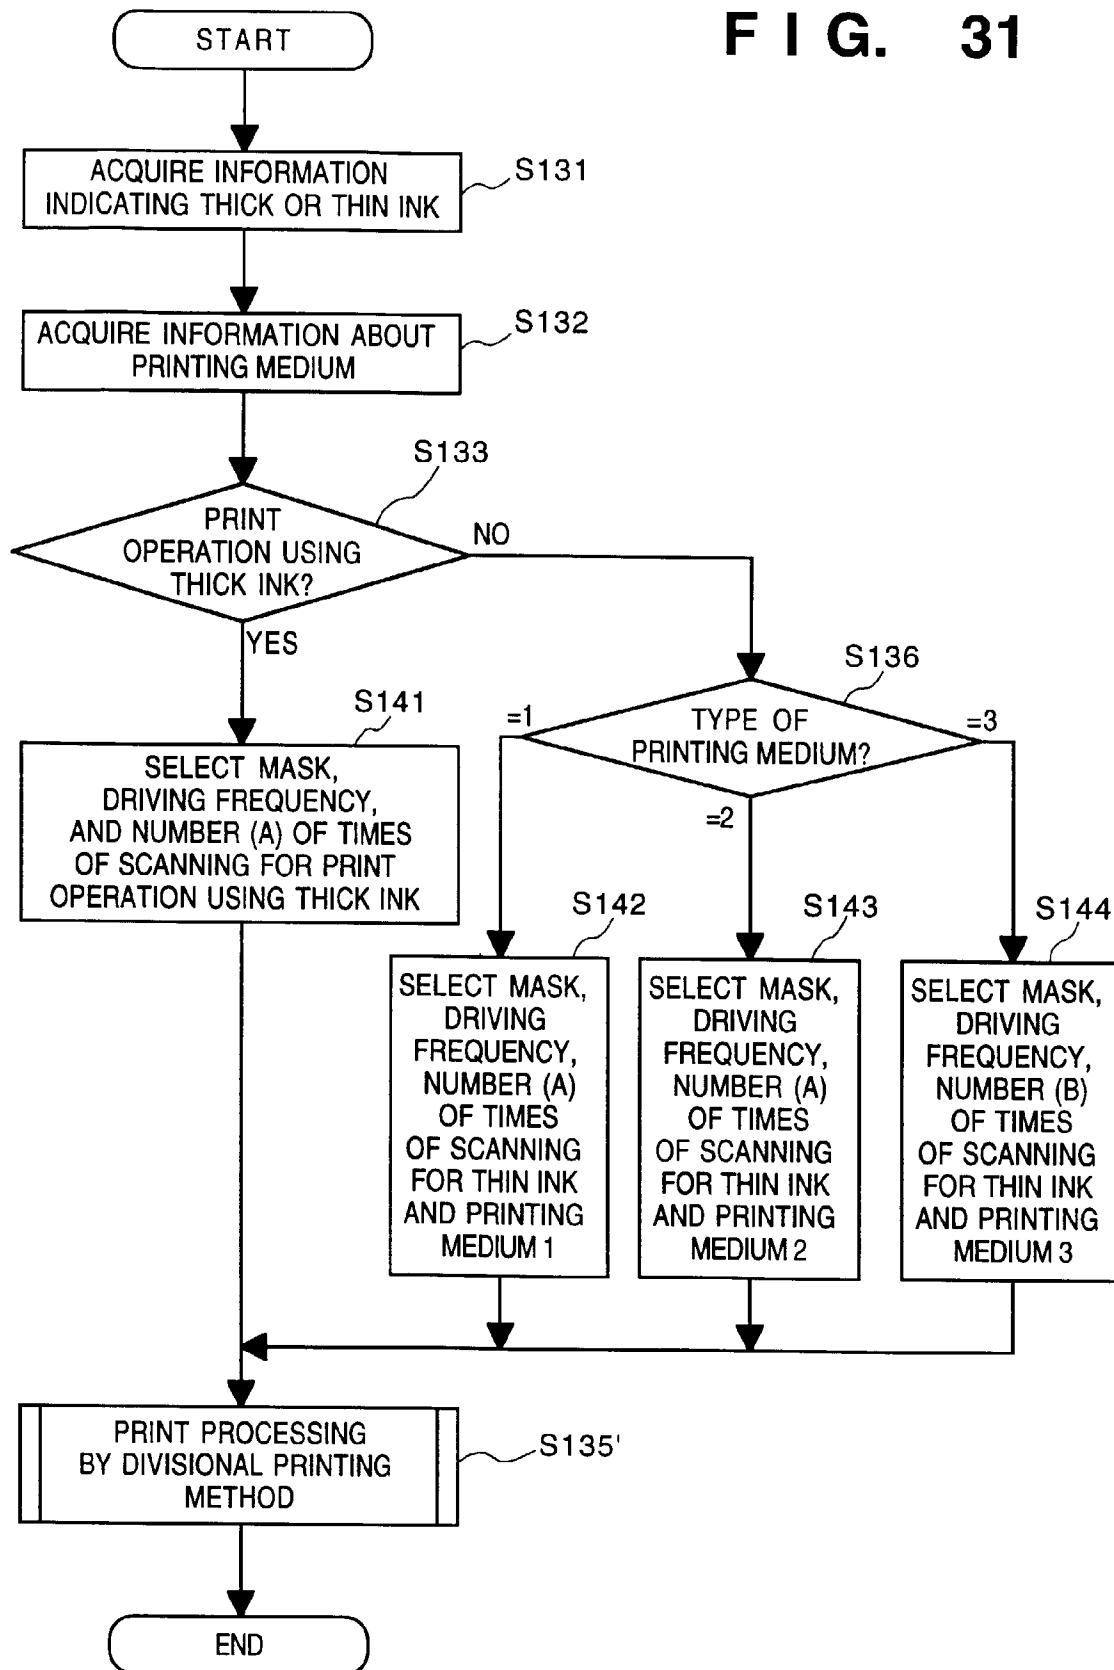 FIG. 31
START
ACQUIRE INFORMATION
INDICATING THICK OR THIN INK
S131
ACQUIRE INFORMATION ABOUT
PRINTING MEDIUM
S132
S133
PRINT
OPERATION USING
THICK INK?
NO
YES
S136
TYPE OF
PRINTING MEDIUM?
=1
=2
=3
S141
SELECT MASK,
DRIVING FREQUENCY,
AND NUMBER (A) OF TIMES
OF SCANNING FOR PRINT
OPERATION USING THICK INK
S142
SELECT MASK,
DRIVING
FREQUENCY,
NUMBER (A)
OF TIMES
OF SCANNING
FOR THIN INK
AND PRINTING
MEDIUM 1
S143
SELECT MASK,
DRIVING
FREQUENCY,
NUMBER (A)
OF TIMES
OF SCANNING
FOR THIN INK
AND PRINTING
MEDIUM 2
S144
SELECT MASK,
DRIVING
FREQUENCY,
NUMBER (B)
OF TIMES
OF SCANNING
FOR THIN INK
AND PRINTING
MEDIUM 3
PRINT PROCESSING
BY DIVISIONAL PRINTING
METHOD
S135'
END